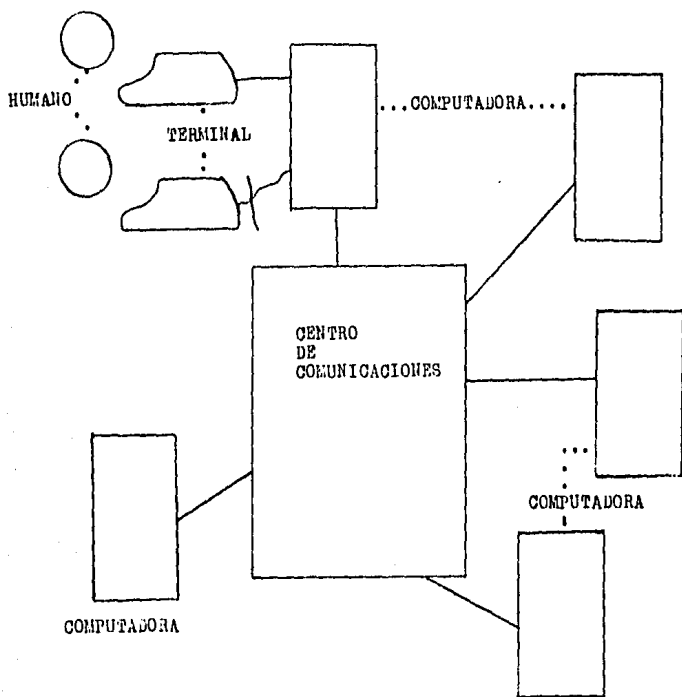 HUMANO
...COMPUTADORA....
TERMINAL
CENTRO
DE
COMUNICACIONES
COMPUTADORA
COMPUTADORA